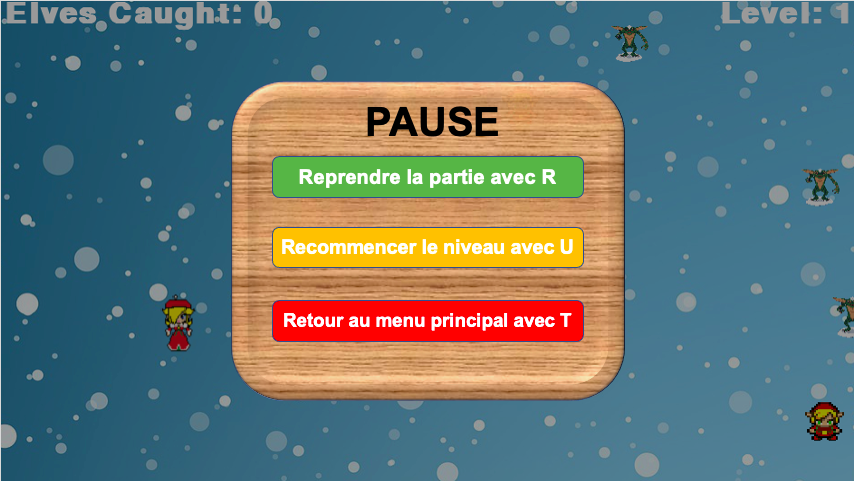 Elves Caught: 0
Level: 1
PAUSE
Reprendre la partie avec R
Recommencer le niveau avec U
Retour au menu principal avec T